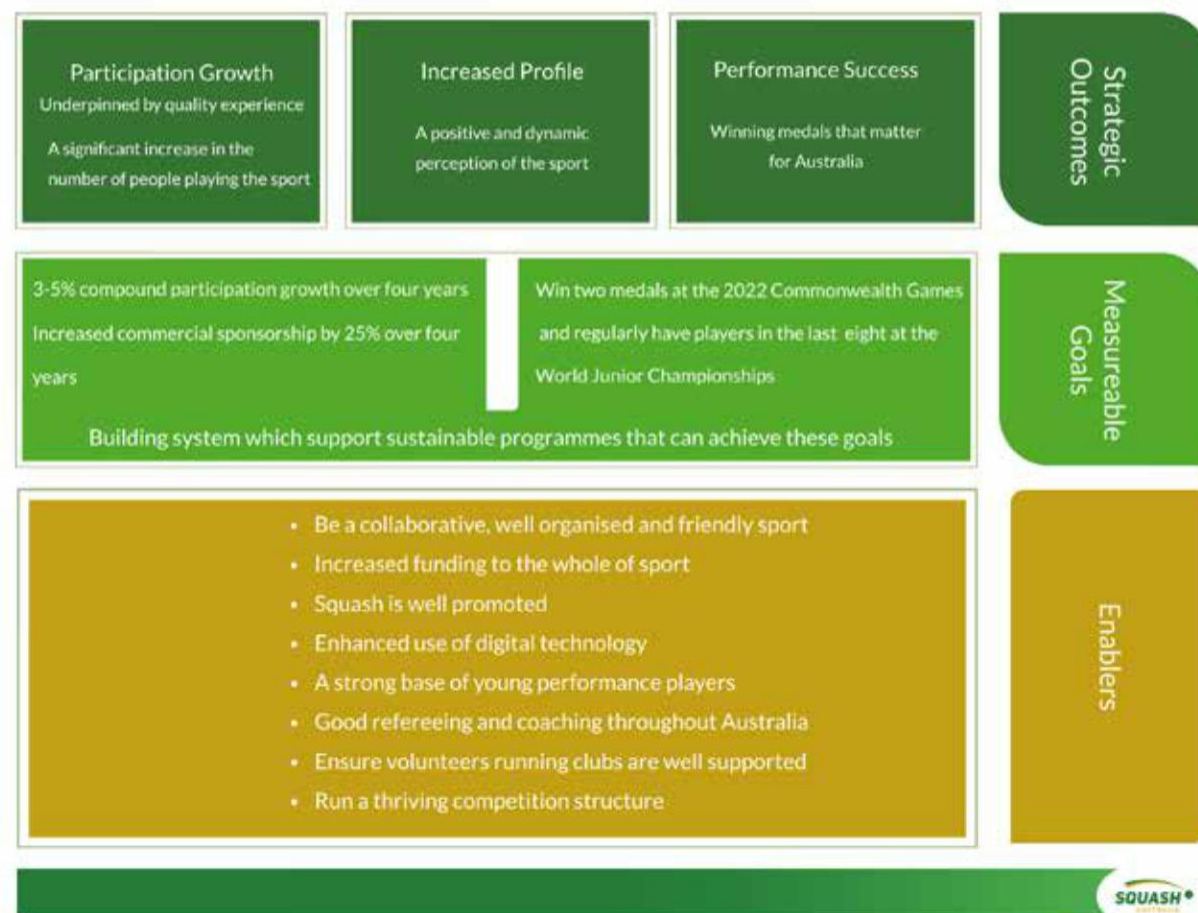 Participation Growth
Underpinned by quality experience
A significant increase in the
number of people playing the sport
Increased Profile
A positive and dynamic
perception of the sport
Performance Success
Winning medals that matter
for Australia
Strategic
Outcomes
3-5% compound participation growth over four years
Increased commercial sponsorship by 25% over four
years
Win two medals at the 2022 Commonwealth Games
and regularly have players in the last eight at the
World Junior Championships
Building system which support sustainable programmes that can achieve these goals
Measureable
Goals
• Be a collaborative, well organised and friendly sport
• Increased funding to the whole of sport
• Squash is well promoted
• Enhanced use of digital technology
• A strong base of young performance players
• Good refereeing and coaching throughout Australia
• Ensure volunteers running clubs are well supported
• Run a thriving competition structure
Enablers
SQUASH
AUSTRALIA